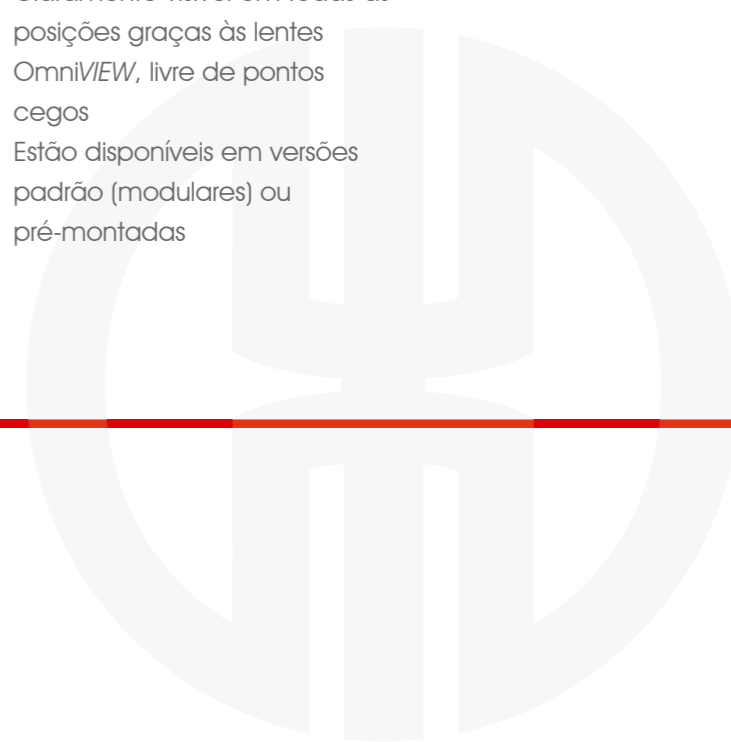 posições graças às lentes
OmniVIEW, livre de pontos
cegos
Estão disponíveis em versões
padrão (modulares) ou
pré-montadas